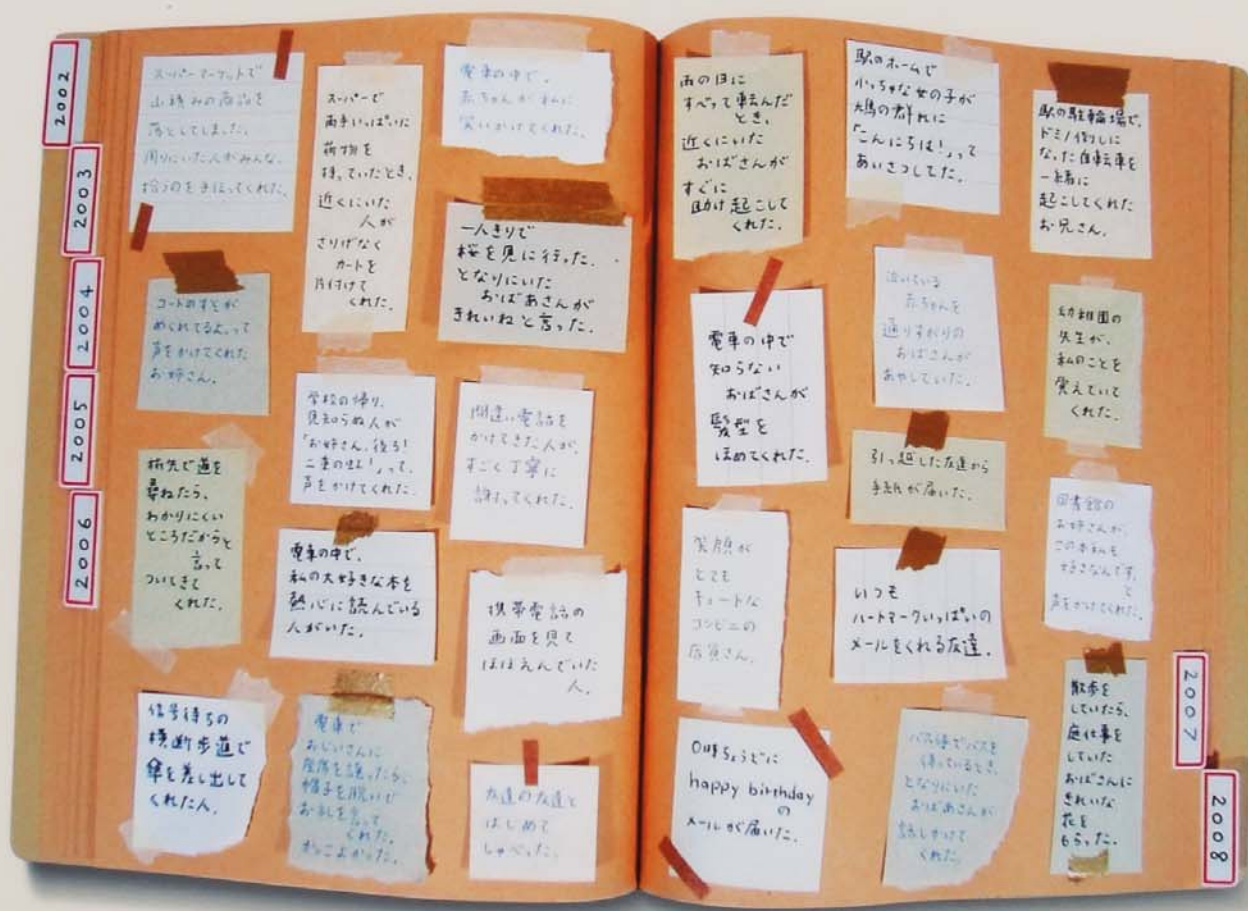 2002
2003
2004
2005
2006
スーパーマーケットで
山積みの商品を
落としてしまった。
周りにいた人がみんな、
拾うのを手伝ってくれた。
スーパーで
両手いっぱいに
荷物を
持っていたとき、
近くにいた
人が
さりげなく
カートを
片付けて
くれた。
電車の中で、
赤ちゃんが私に
笑いかけてくれた。
コートのすそが
めくれてるよ、って
声をかけてくれた
お姉さん。
一人きりで
桜を見に行った。
となりにいた
おばあさんが
きれいねと言った。
学校の帰り、
見知らぬ人が
「お姉さん、後ろ!
二重の虹!」って、
声をかけてくれた。
間違い電話を
かけてきた人が、
すごく丁寧に
謝ってくれた。
旅先で道を
尋ねたら、
わかりにくい
ところだからと
言って
ついてきて
くれた。
電車の中で、
私の大好きな本を
熱心に読んでいる
人がいた。
携帯電話の
画面を見て
ほほえんでいた
人。
信号待ちの
横断歩道で
傘を差し出して
くれた人。
電車で
おじいさんに
座席を譲ったら、
帽子を脱いで
お礼を言って
くれた。
かっこよかった。
友達の友達と
はじめて
しゃべった。
雨の日に
すべって転んだ
とき、
近くにいた
おばさんが
すぐに
助け起こして
くれた。
駅のホームで
小っちゃな女の子が
鳩の群れに
「こんにちは!」って
あいさつしてた。
駅の駐輪場で、
ドミノ倒しに
なった自転車を
一緒に
起こしてくれた
お兄さん。
電車の中で
知らない
おばさんが
髪型を
ほめてくれた。
泣いている
赤ちゃんを
通りすがりの
おばさんが
あやしていた。
幼稚園の
先生が、
私のことを
覚えていて
くれた。
引っ越した友達から
手紙が届いた。
笑顔が
とても
キュートな
コンビニの
店員さん。
いつも
ハートマークいっぱいの
メールをくれる友達。
図書館の
お姉さんが、
この本私も
好きなんです、
と
声をかけてくれた。
0時ちょうどに
happy birthday
の
メールが届いた。
バス停でバスを
待っているとき、
となりにいた
おばあさんが
話しかけて
くれた。
散歩を
していたら、
庭仕事を
していた
おばさんに
きれいな
花を
もらった。
2007
2008